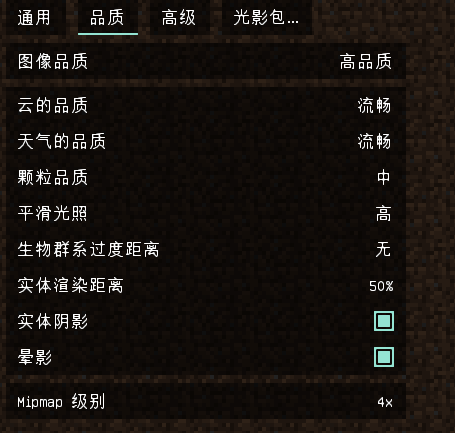 通用 品质 高级 光影包...
图像品质 高品质
云的品质 流畅
天气的品质 流畅
颗粒品质 中
平滑光照 高
生物群系过度距离 无
实体渲染距离 50%
实体阴影
晕影
Mipmap 级别 4x